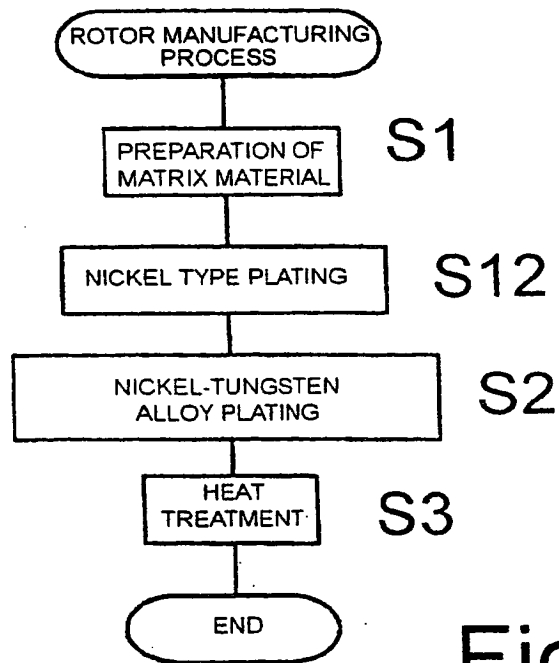 ROTOR MANUFACTURING
PROCESS
PREPARATION OF
MATRIX MATERIAL
S1
NICKEL TYPE PLATING
S12
NICKEL-TUNGSTEN
ALLOY PLATING
S2
HEAT
TREATMENT
S3
END